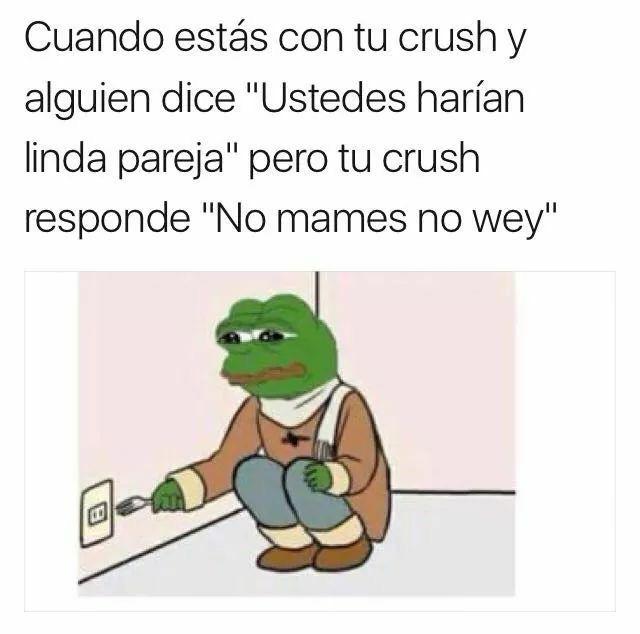 Cuando estás con tu crush y
alguien dice "Ustedes harían
linda pareja" pero tu crush
responde "No mames no wey"